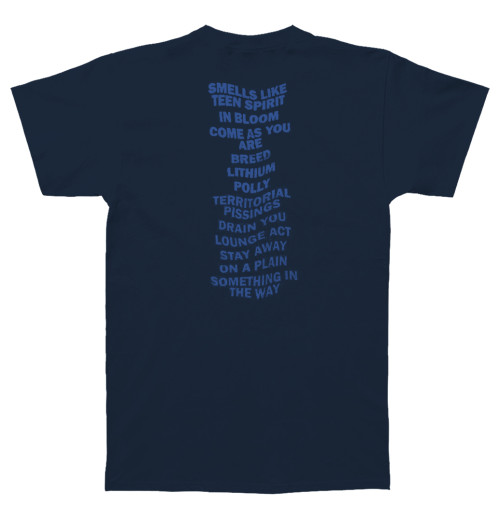 SMELLS LIKE
TEEN SPIRIT
IN BLOOM
COME AS YOU
ARE
BREED
LITHIUM
POLLY
TERRITORIAL
PISSINGS
DRAIN YOU
LOUNGE ACT
STAY AWAY
ON A PLAIN
SOMETHING IN
THE WAY